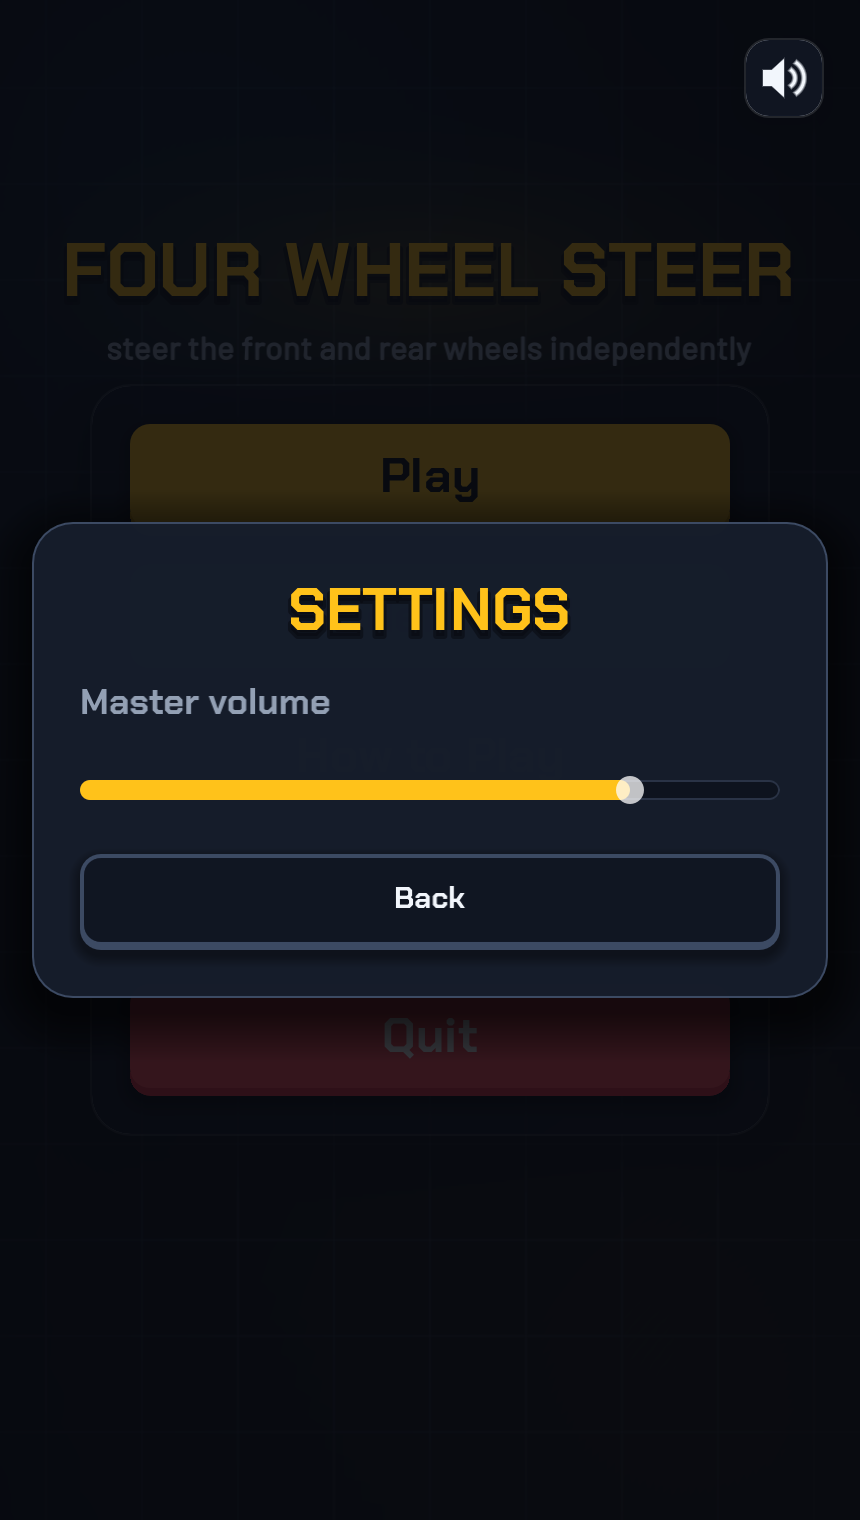 FOUR WHEEL STEER
steer the front and rear wheels independently
Play
SETTINGS
Master volume
Back
Quit